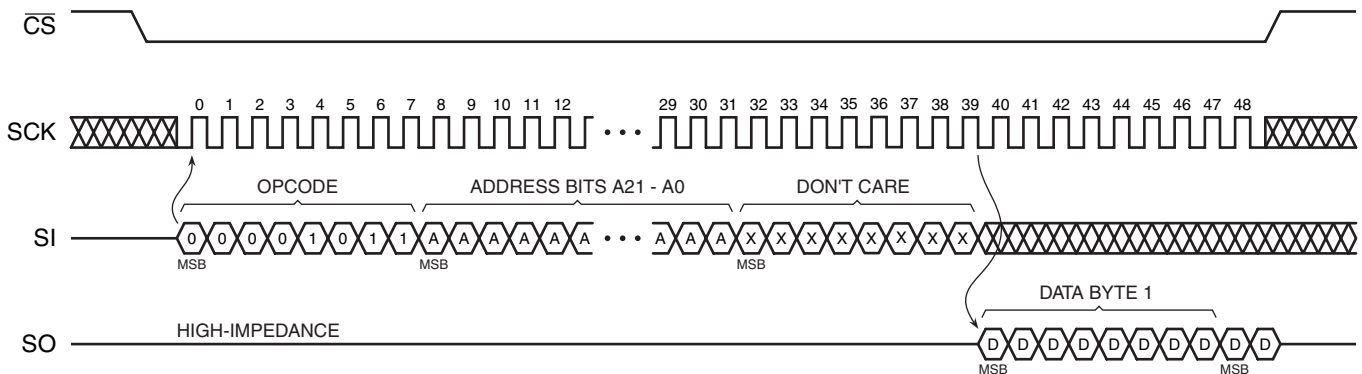 CS
0 1 2 3 4 5 6 7 8 9 10 11 12 29 30 31 32 33 34 35 36 37 38 39 40 41 42 43 44 45 46 47 48
SCK • • •
OPCODE ADDRESS BITS A21 - A0 DON'T CARE
SI 0 0 0 0 1 0 1 1 A A A A A A • • • A A A X X X X X X X X
MSB MSB MSB
DATA BYTE 1
HIGH-IMPEDANCE
SO D D D D D D D D D D
MSB MSB